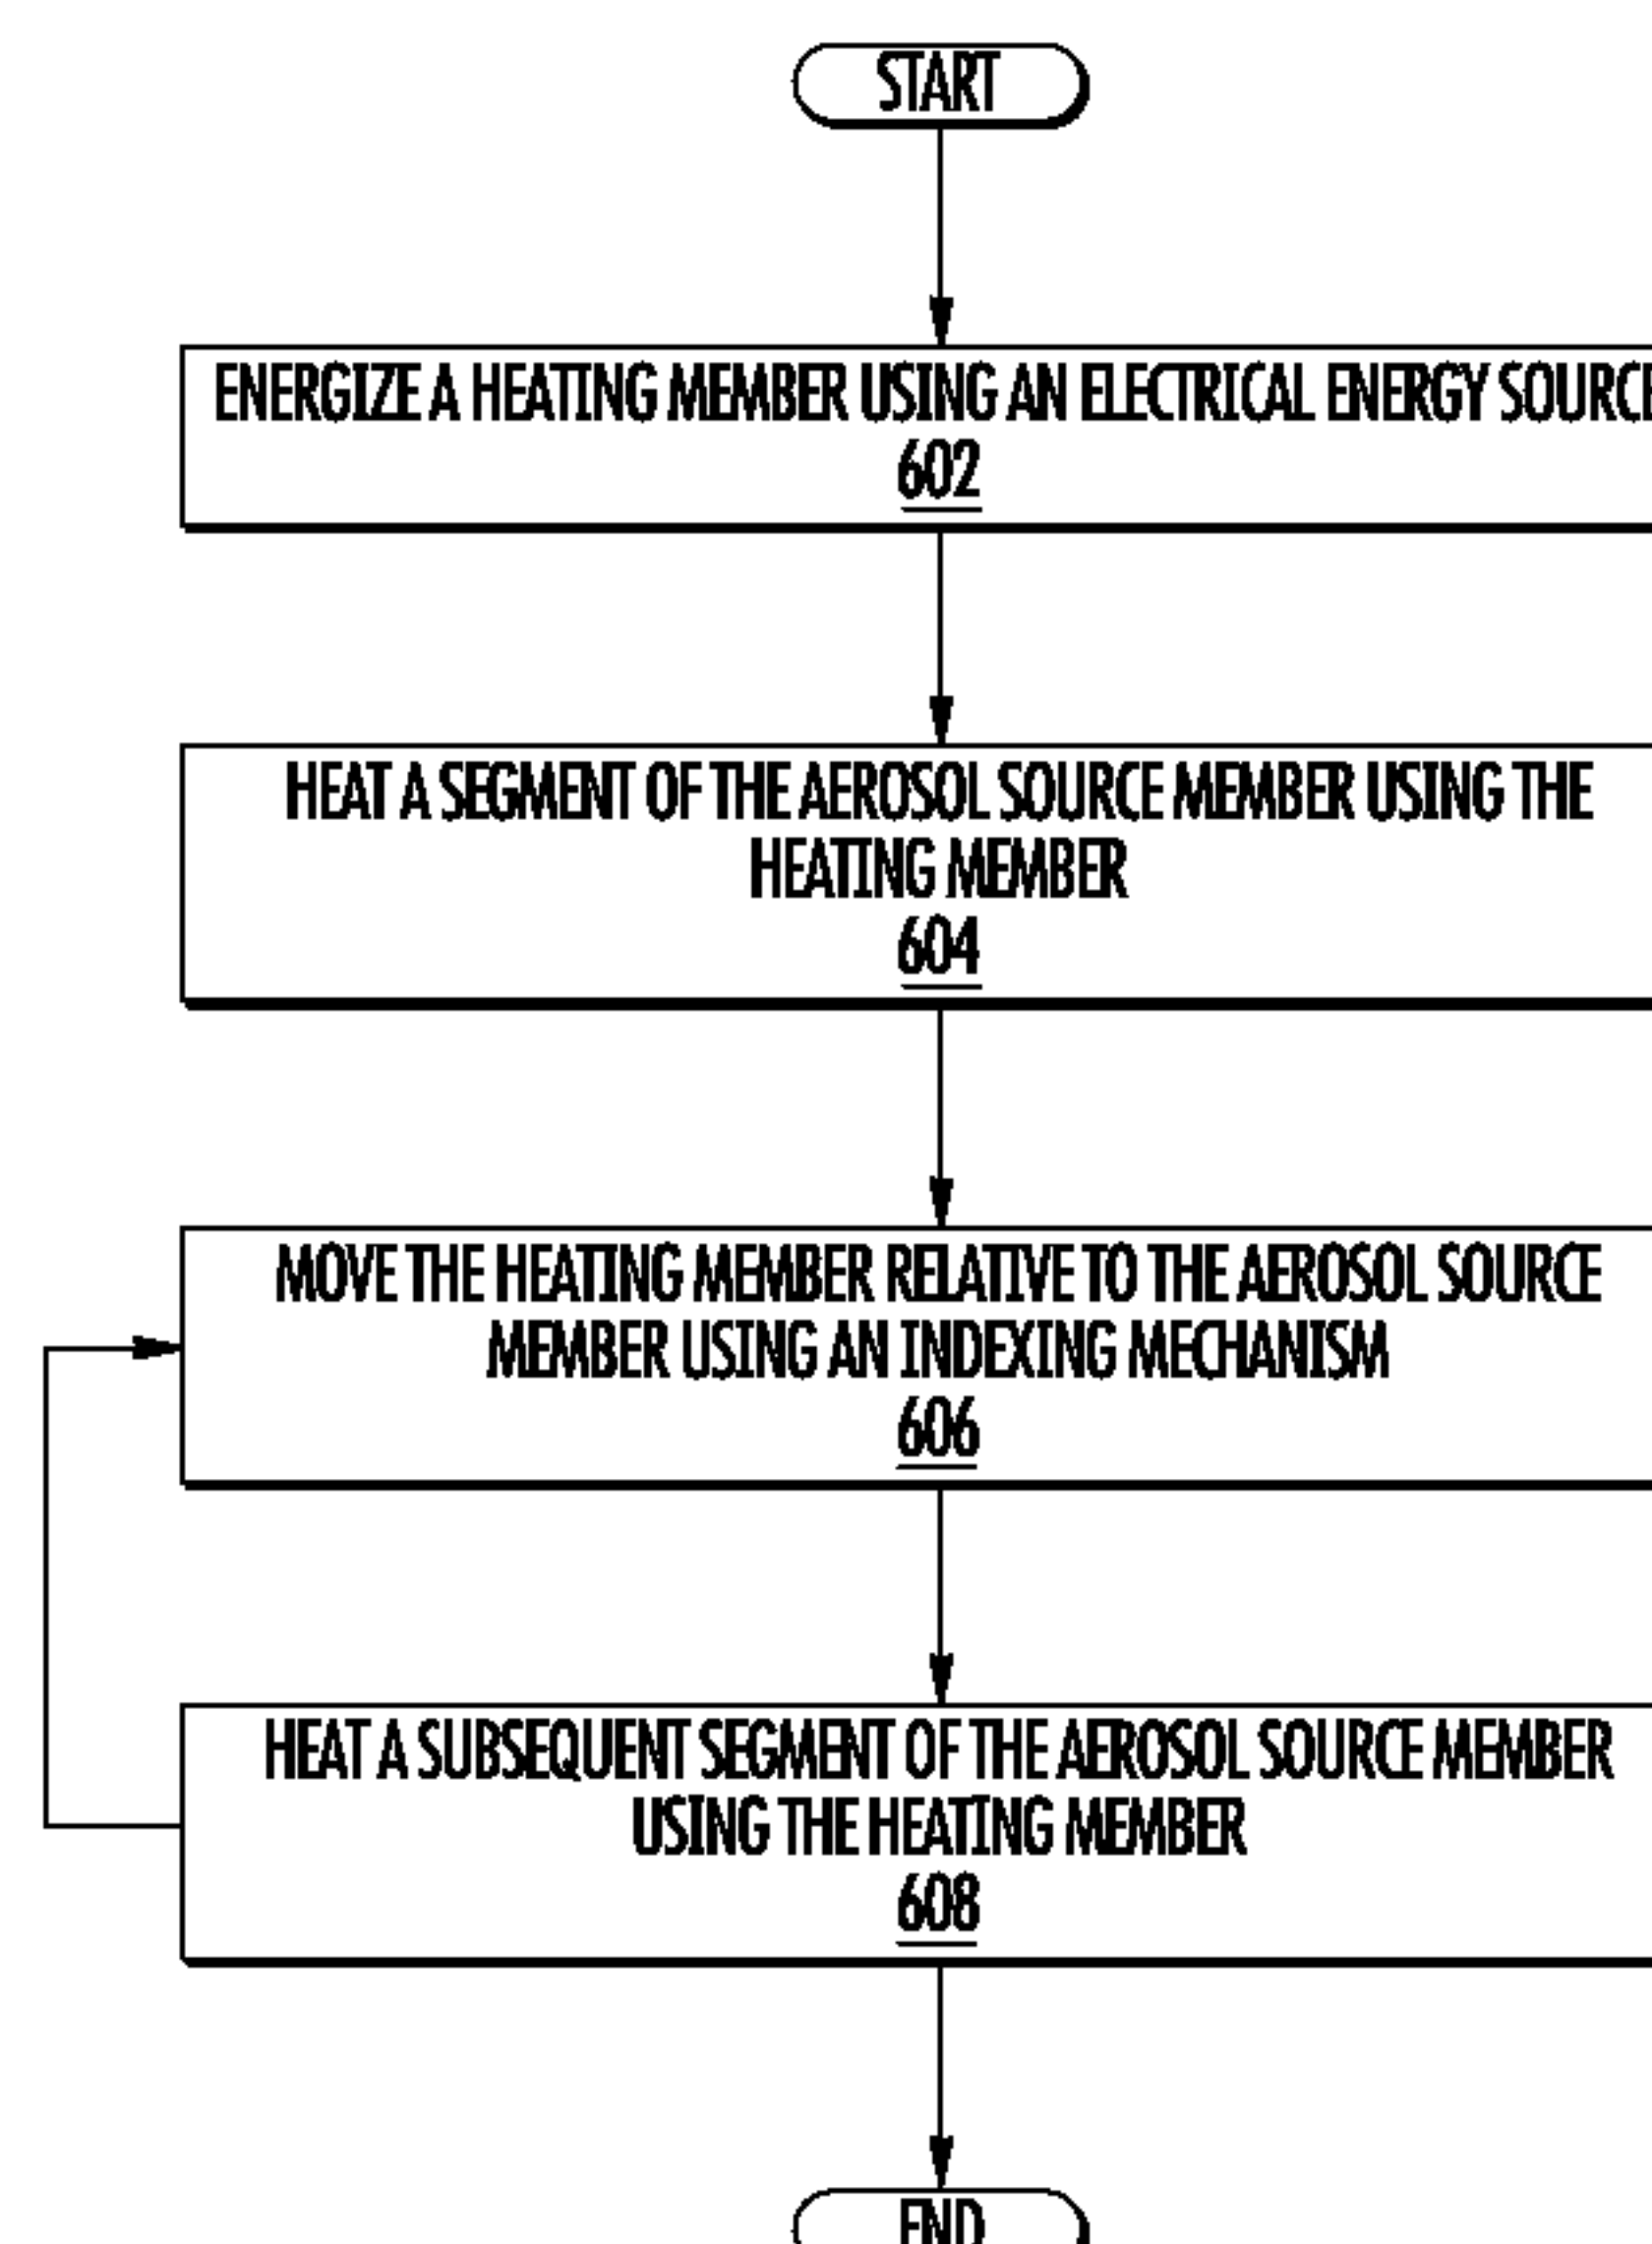 START
ENERGIZE A HEATING MEMBER USING AN ELECTRICAL ENERGY SOURCE
602
HEAT A SEGMENT OF THE AEROSOL SOURCE MEMBER USING THE
HEATING MEMBER
604
MOVE THE HEATING MEMBER RELATIVE TO THE AEROSOL SOURCE
MEMBER USING AN INDEXING MECHANISM
606
HEAT A SUBSEQUENT SEGMENT OF THE AEROSOL SOURCE MEMBER
USING THE HEATING MEMBER
608
END